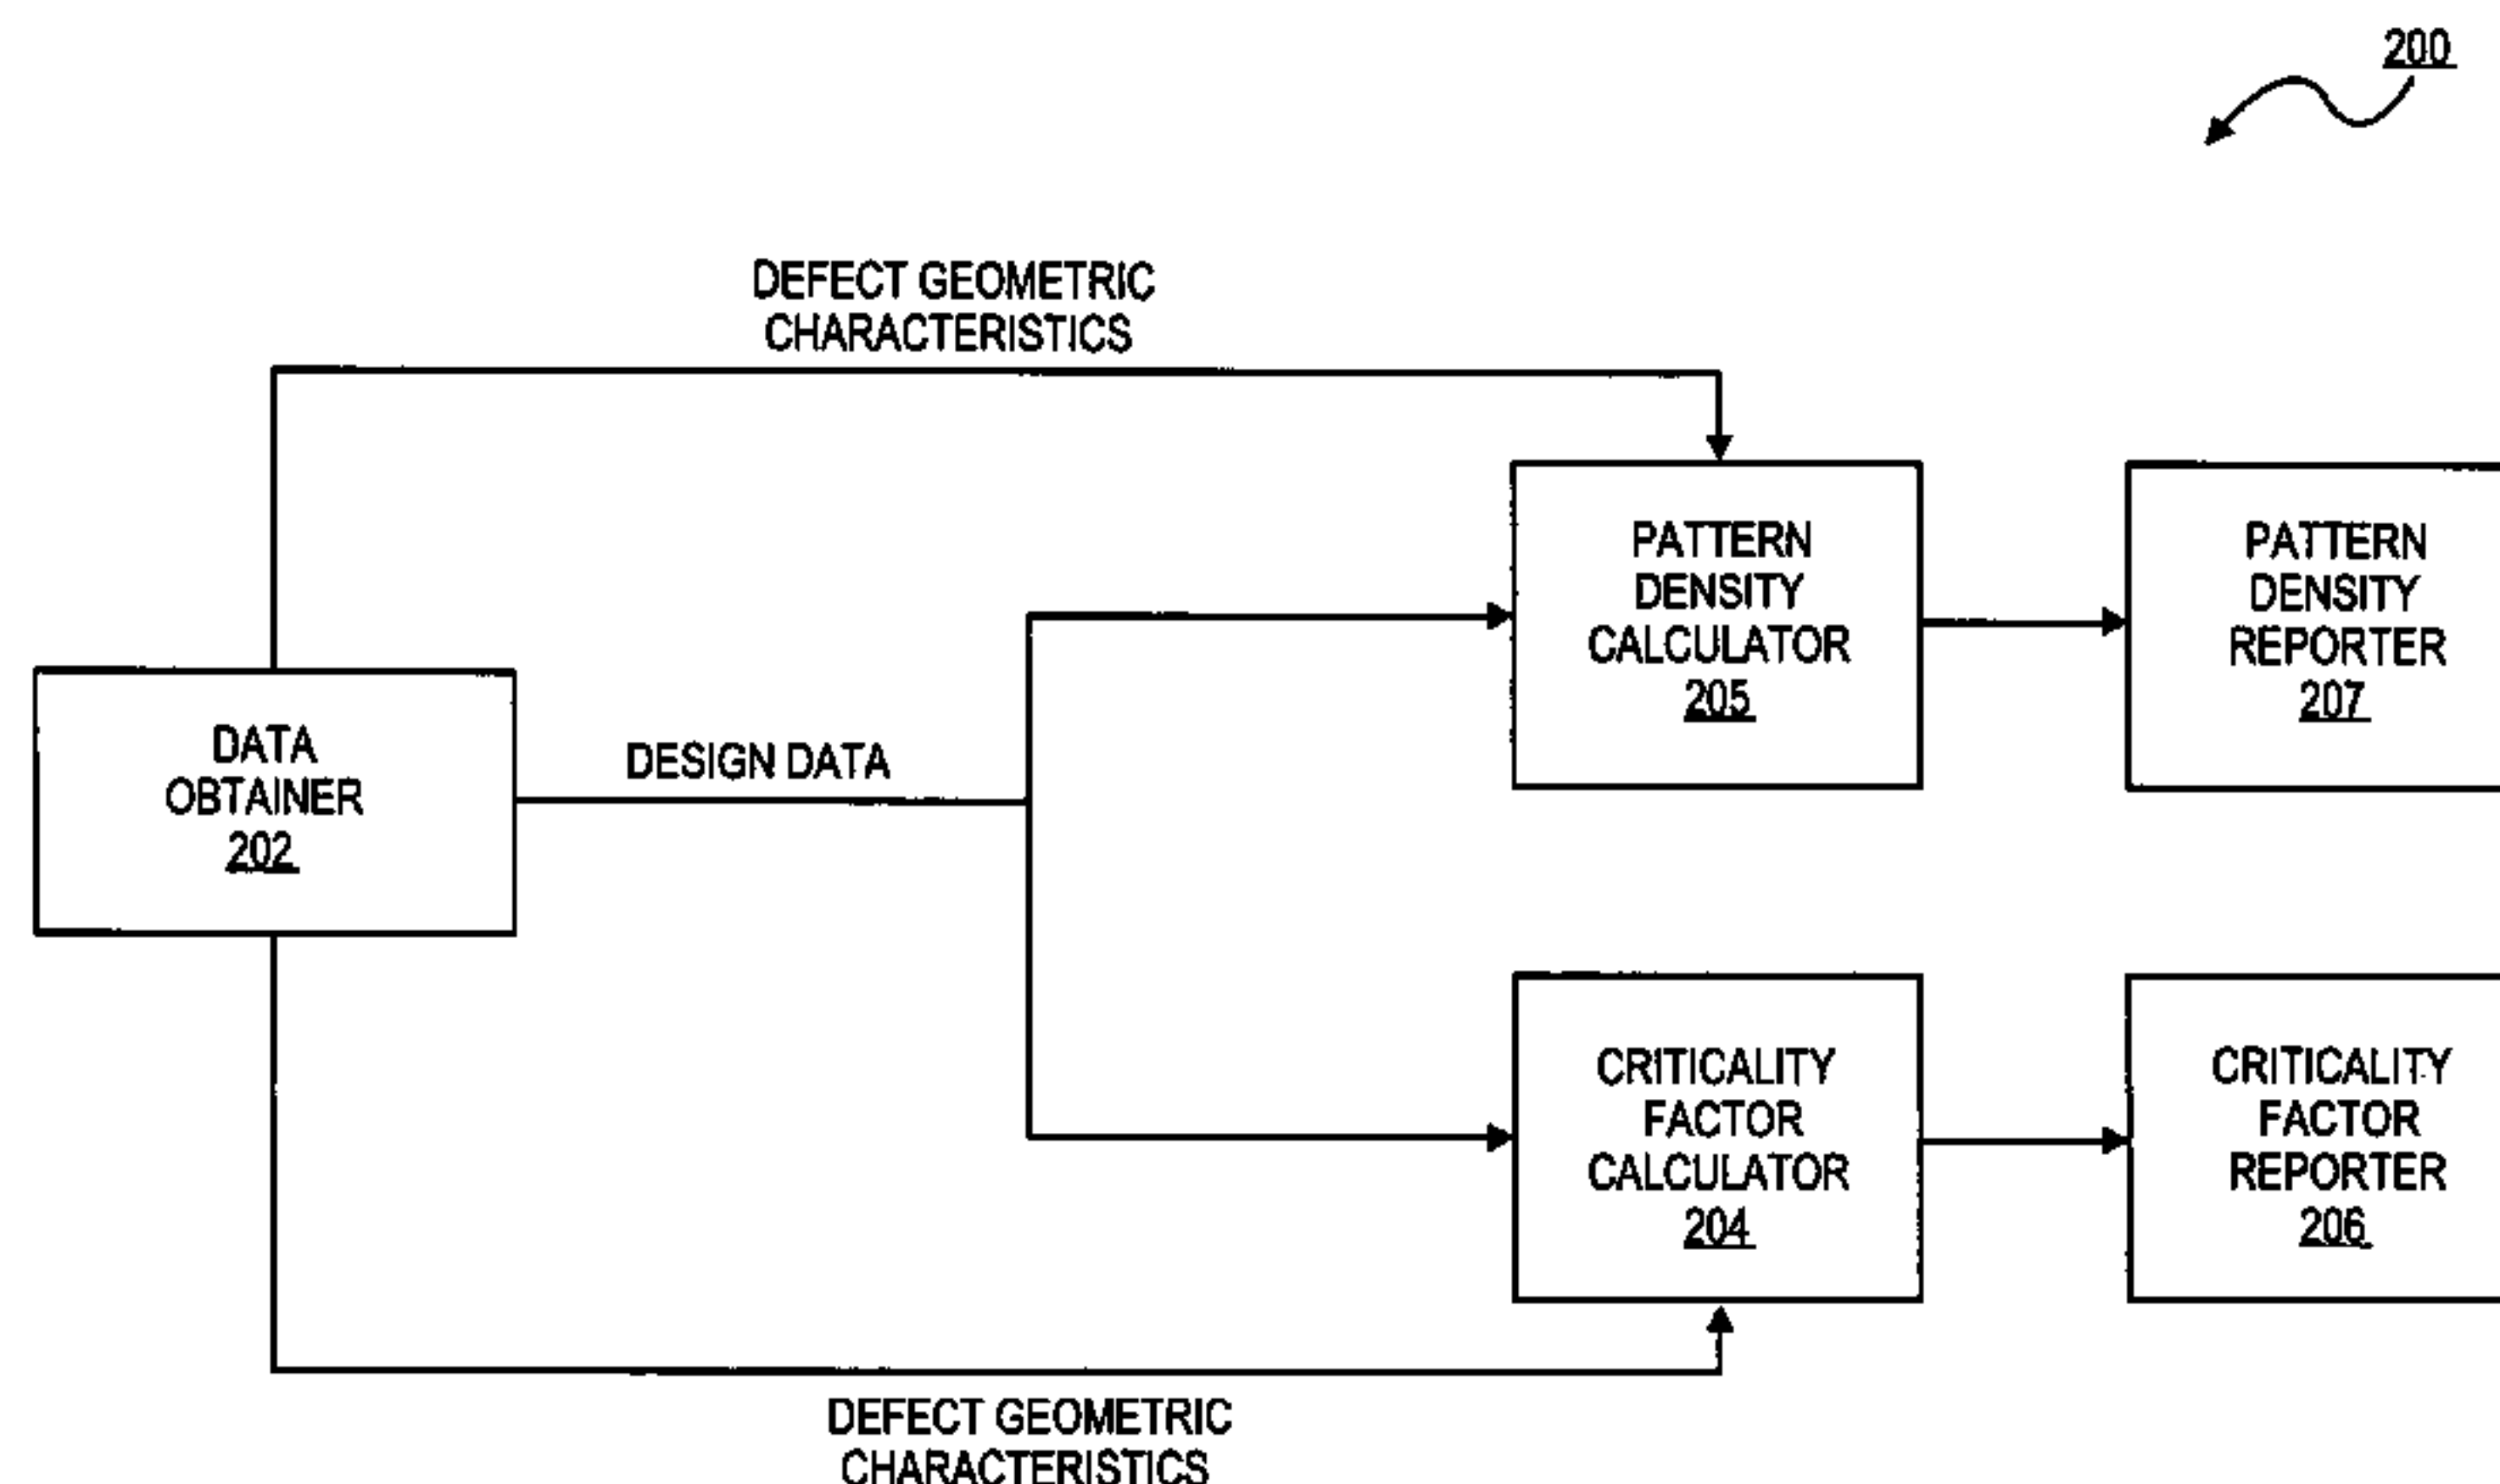 200
DEFECT GEOMETRIC
CHARACTERISTICS
PATTERN
DENSITY
CALCULATOR
205
PATTERN
DENSITY
REPORTER
207
DATA
OBTAINER
202
DESIGN DATA
CRITICALITY
FACTOR
CALCULATOR
204
CRITICALITY
FACTOR
REPORTER
206
DEFECT GEOMETRIC
CHARACTERISTICS